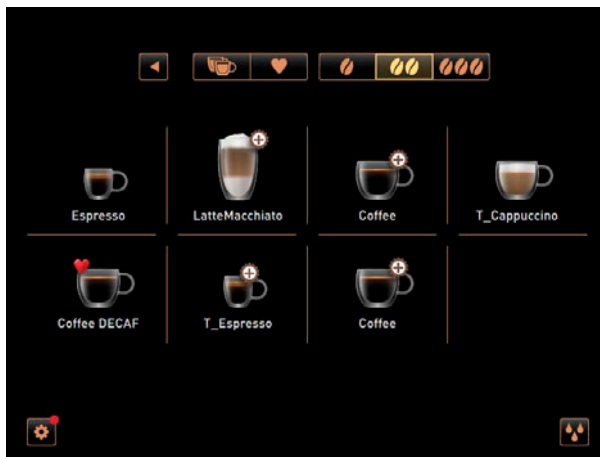 Espresso
LatteMacchiato
Coffee
T_Cappuccino
Coffee DECAF
T_Espresso
Coffee